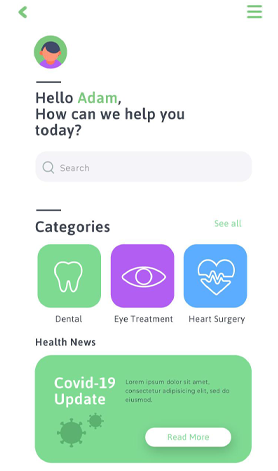 Hello Adam,
How can we help you
today?
Search
Categories
See all
Dental
Eye Treatment
Heart Surgery
Health News
Covid-19
Update
Lorem ipsum dolor sit amet,
consectetur adipisicing elit, sed do
eiusmod.
Read More